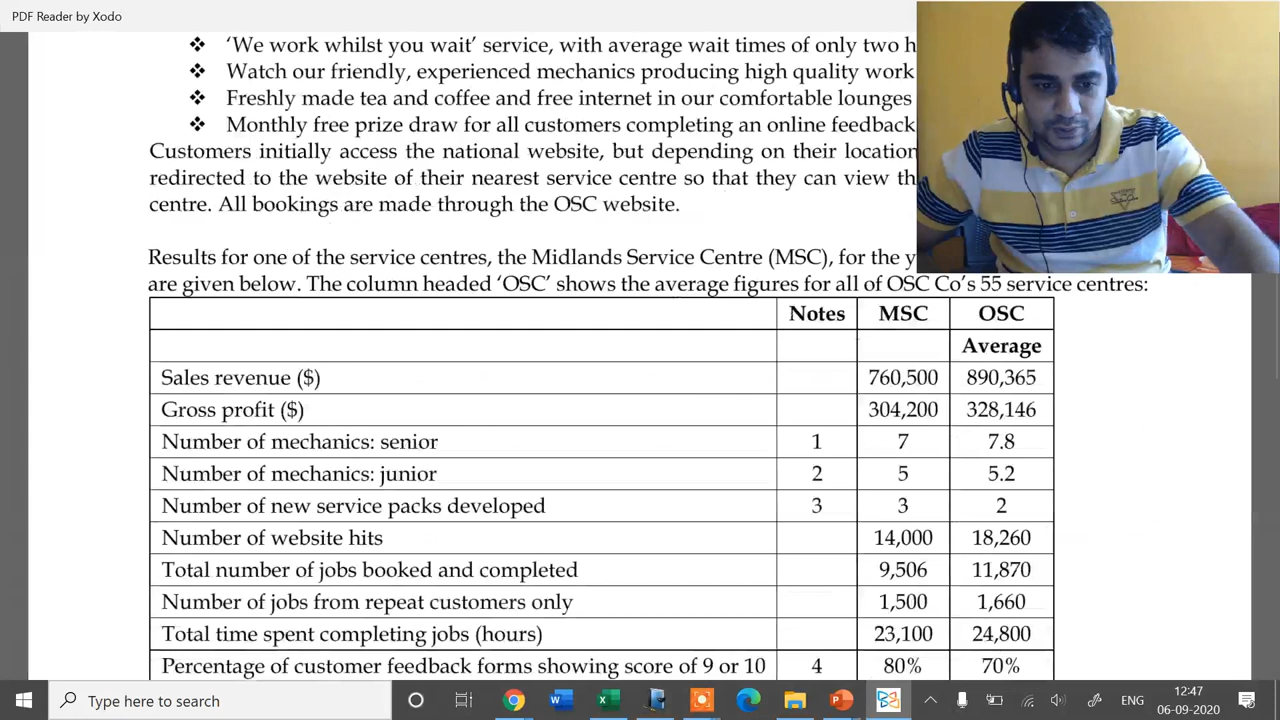 PDF Reader by Xodo
❖ 'We work whilst you wait' service, with average wait times of only two
❖ Watch our friendly, experienced mechanics producing high quality work
❖ Freshly made tea and coffee and free internet in our comfortable lounges
❖ Monthly free prize draw for all customers completing an online feedback
Customers initially access the national website, but depending on their location
redirected to the website of their nearest service centre so that they can view
centre. All bookings are made through the OSC website.
Results for one of the service centres, the Midlands Service Centre (MSC), for the
are given below. The column headed 'OSC' shows the average figures for all of OSC Co's 55 service centres:
Notes MSC OSC
Average
Sales revenue ($) 760,500 890,365
Gross profit ($) 304,200 328,146
Number of mechanics: senior 1 7 7.8
Number of mechanics: junior 2 5 5.2
Number of new service packs developed 3 3 2
Number of website hits 14,000 18,260
Total number of jobs booked and completed 9,506 11,870
Number of jobs from repeat customers only 1,500 1,660
Total time spent completing jobs (hours) 23,100 24,800
Percentage of customer feedback forms showing score of 9 or 10 4 80% 70%
Type here to search
ENG
12:47
06-09-2020